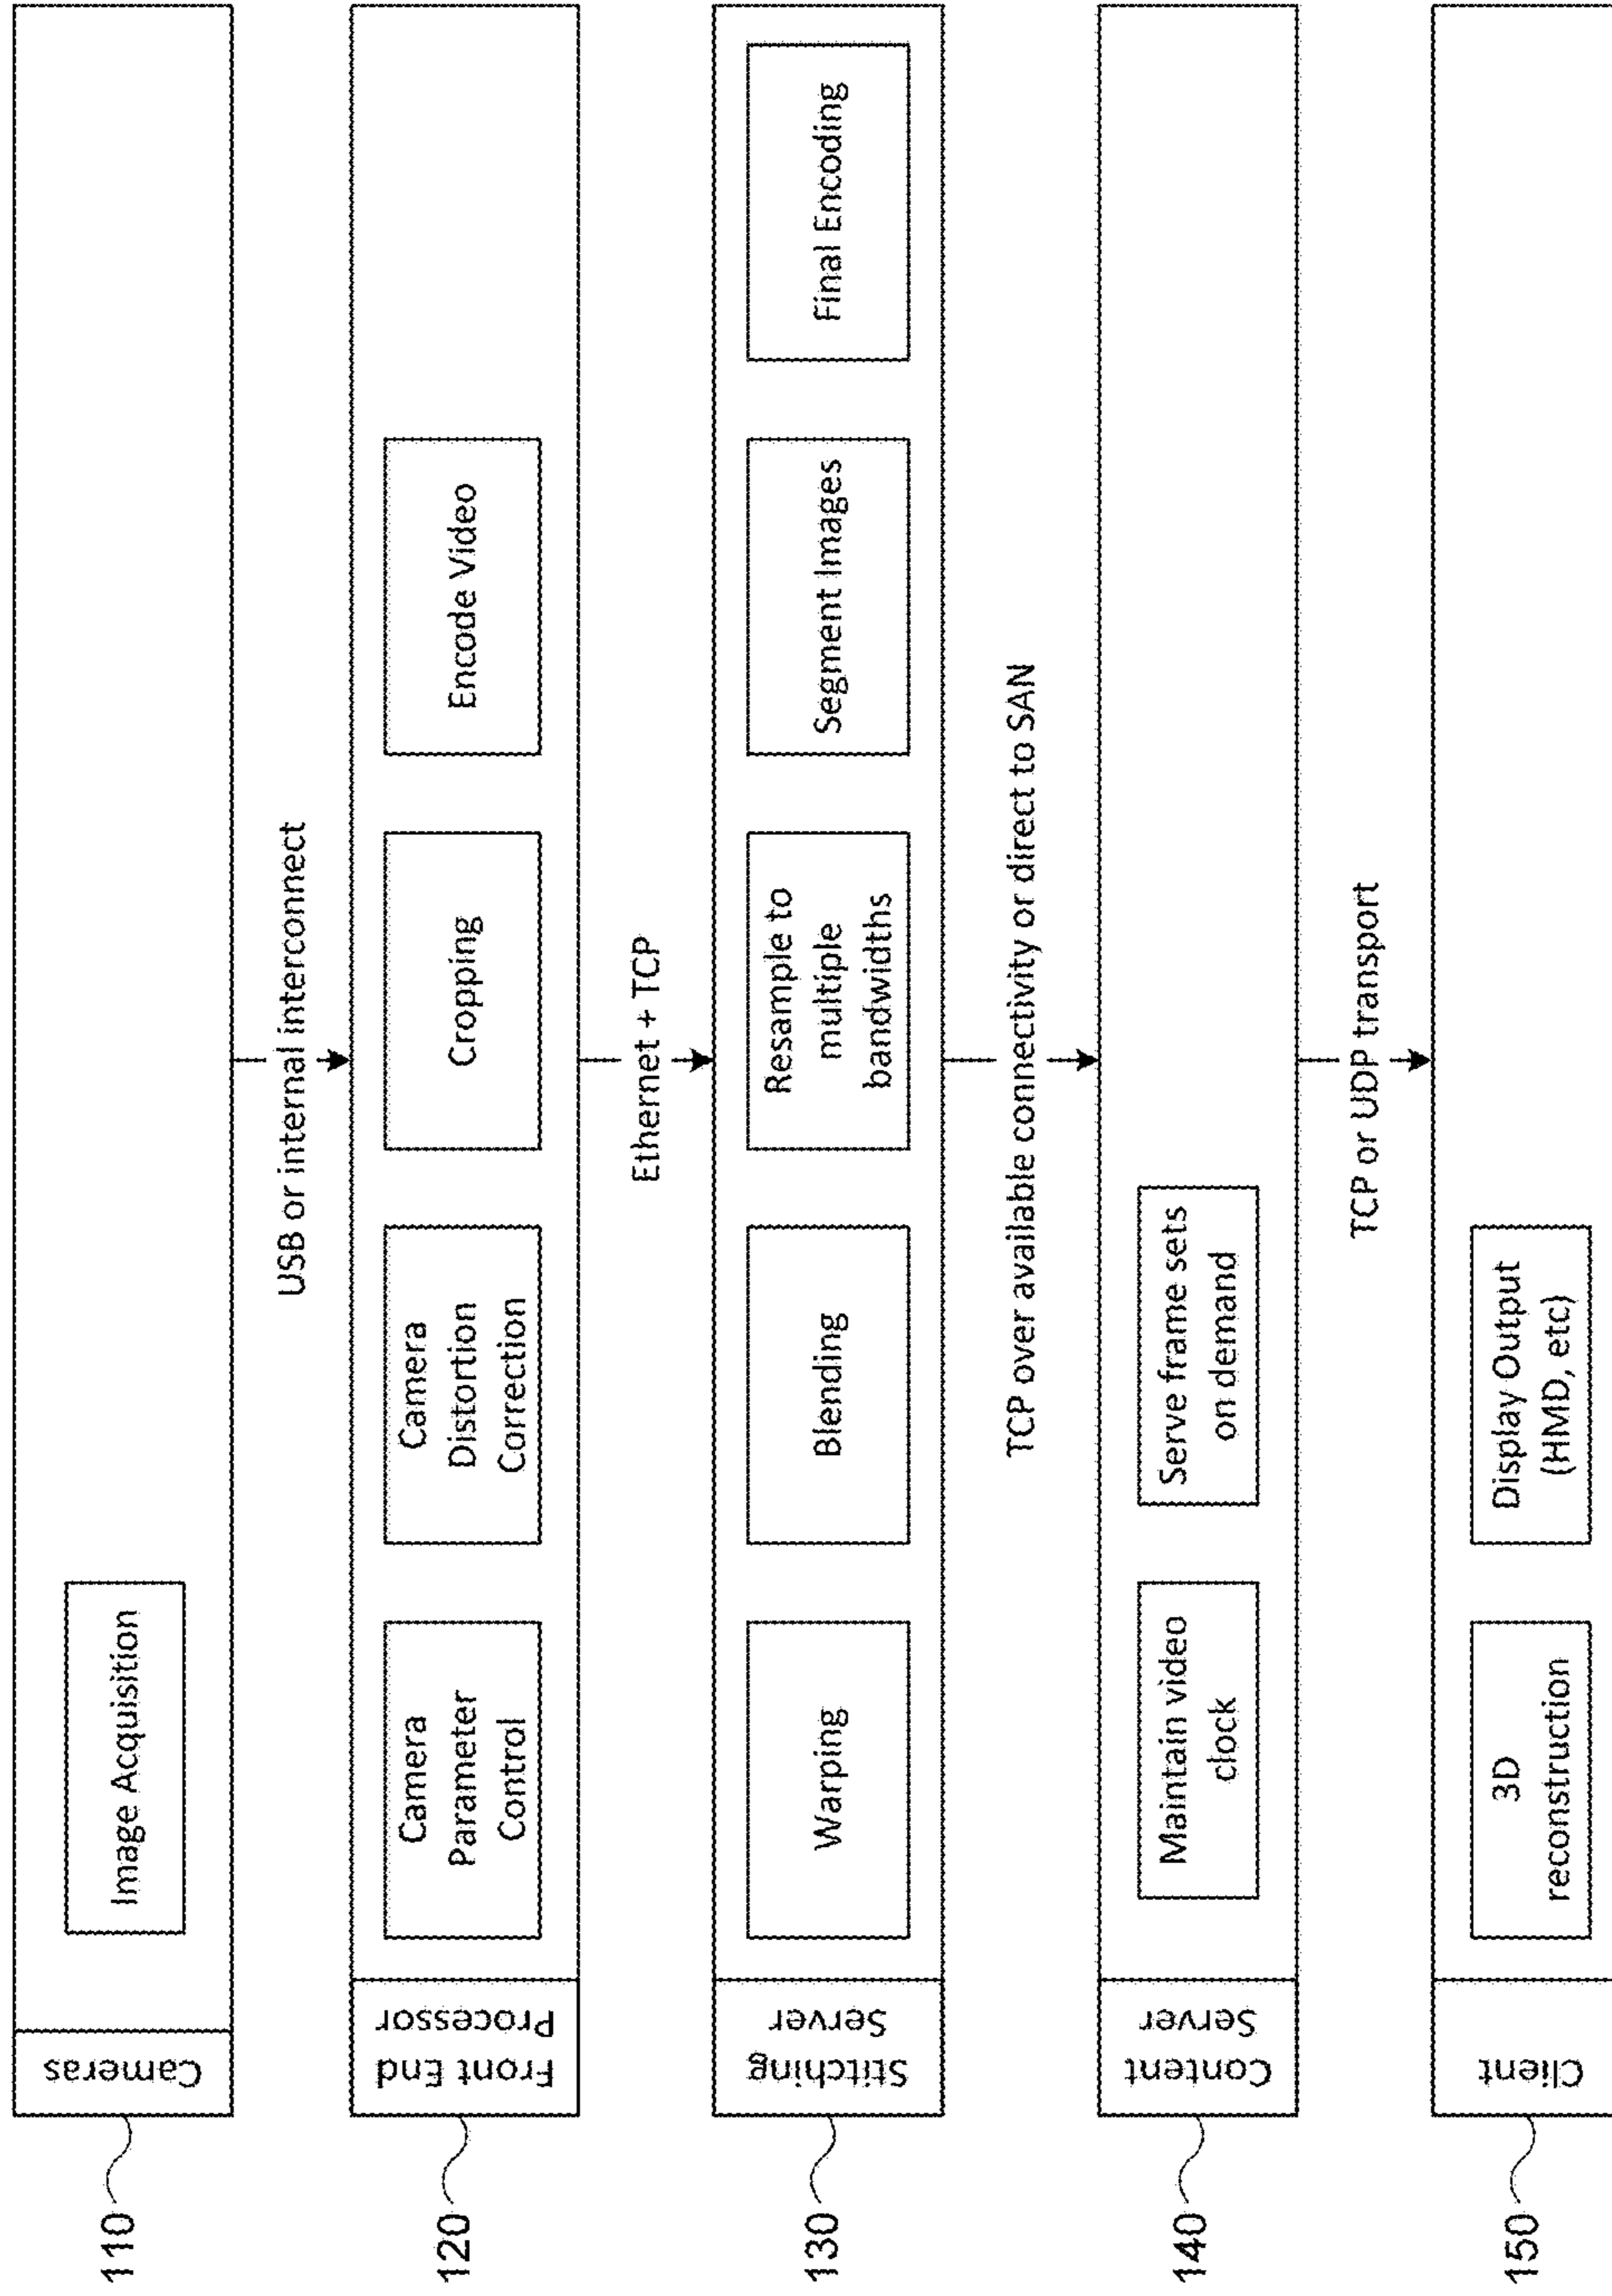 110
Cameras
Image Acquisition
USB or internal interconnect
120
Front End
Processor
Camera
Parameter
Control
Camera
Distortion
Correction
Cropping
Encode Video
Ethernet + TCP
130
Stitching
Server
Warping
Blending
Resample to
multiple
bandwidths
Segment Images
Final Encoding
TCP over available connectivity or direct to SAN
140
Content
Server
Maintain video
clock
Serve frame sets
on demand
TCP or UDP transport
150
Client
3D
reconstruction
Display Output
(HMD, etc)